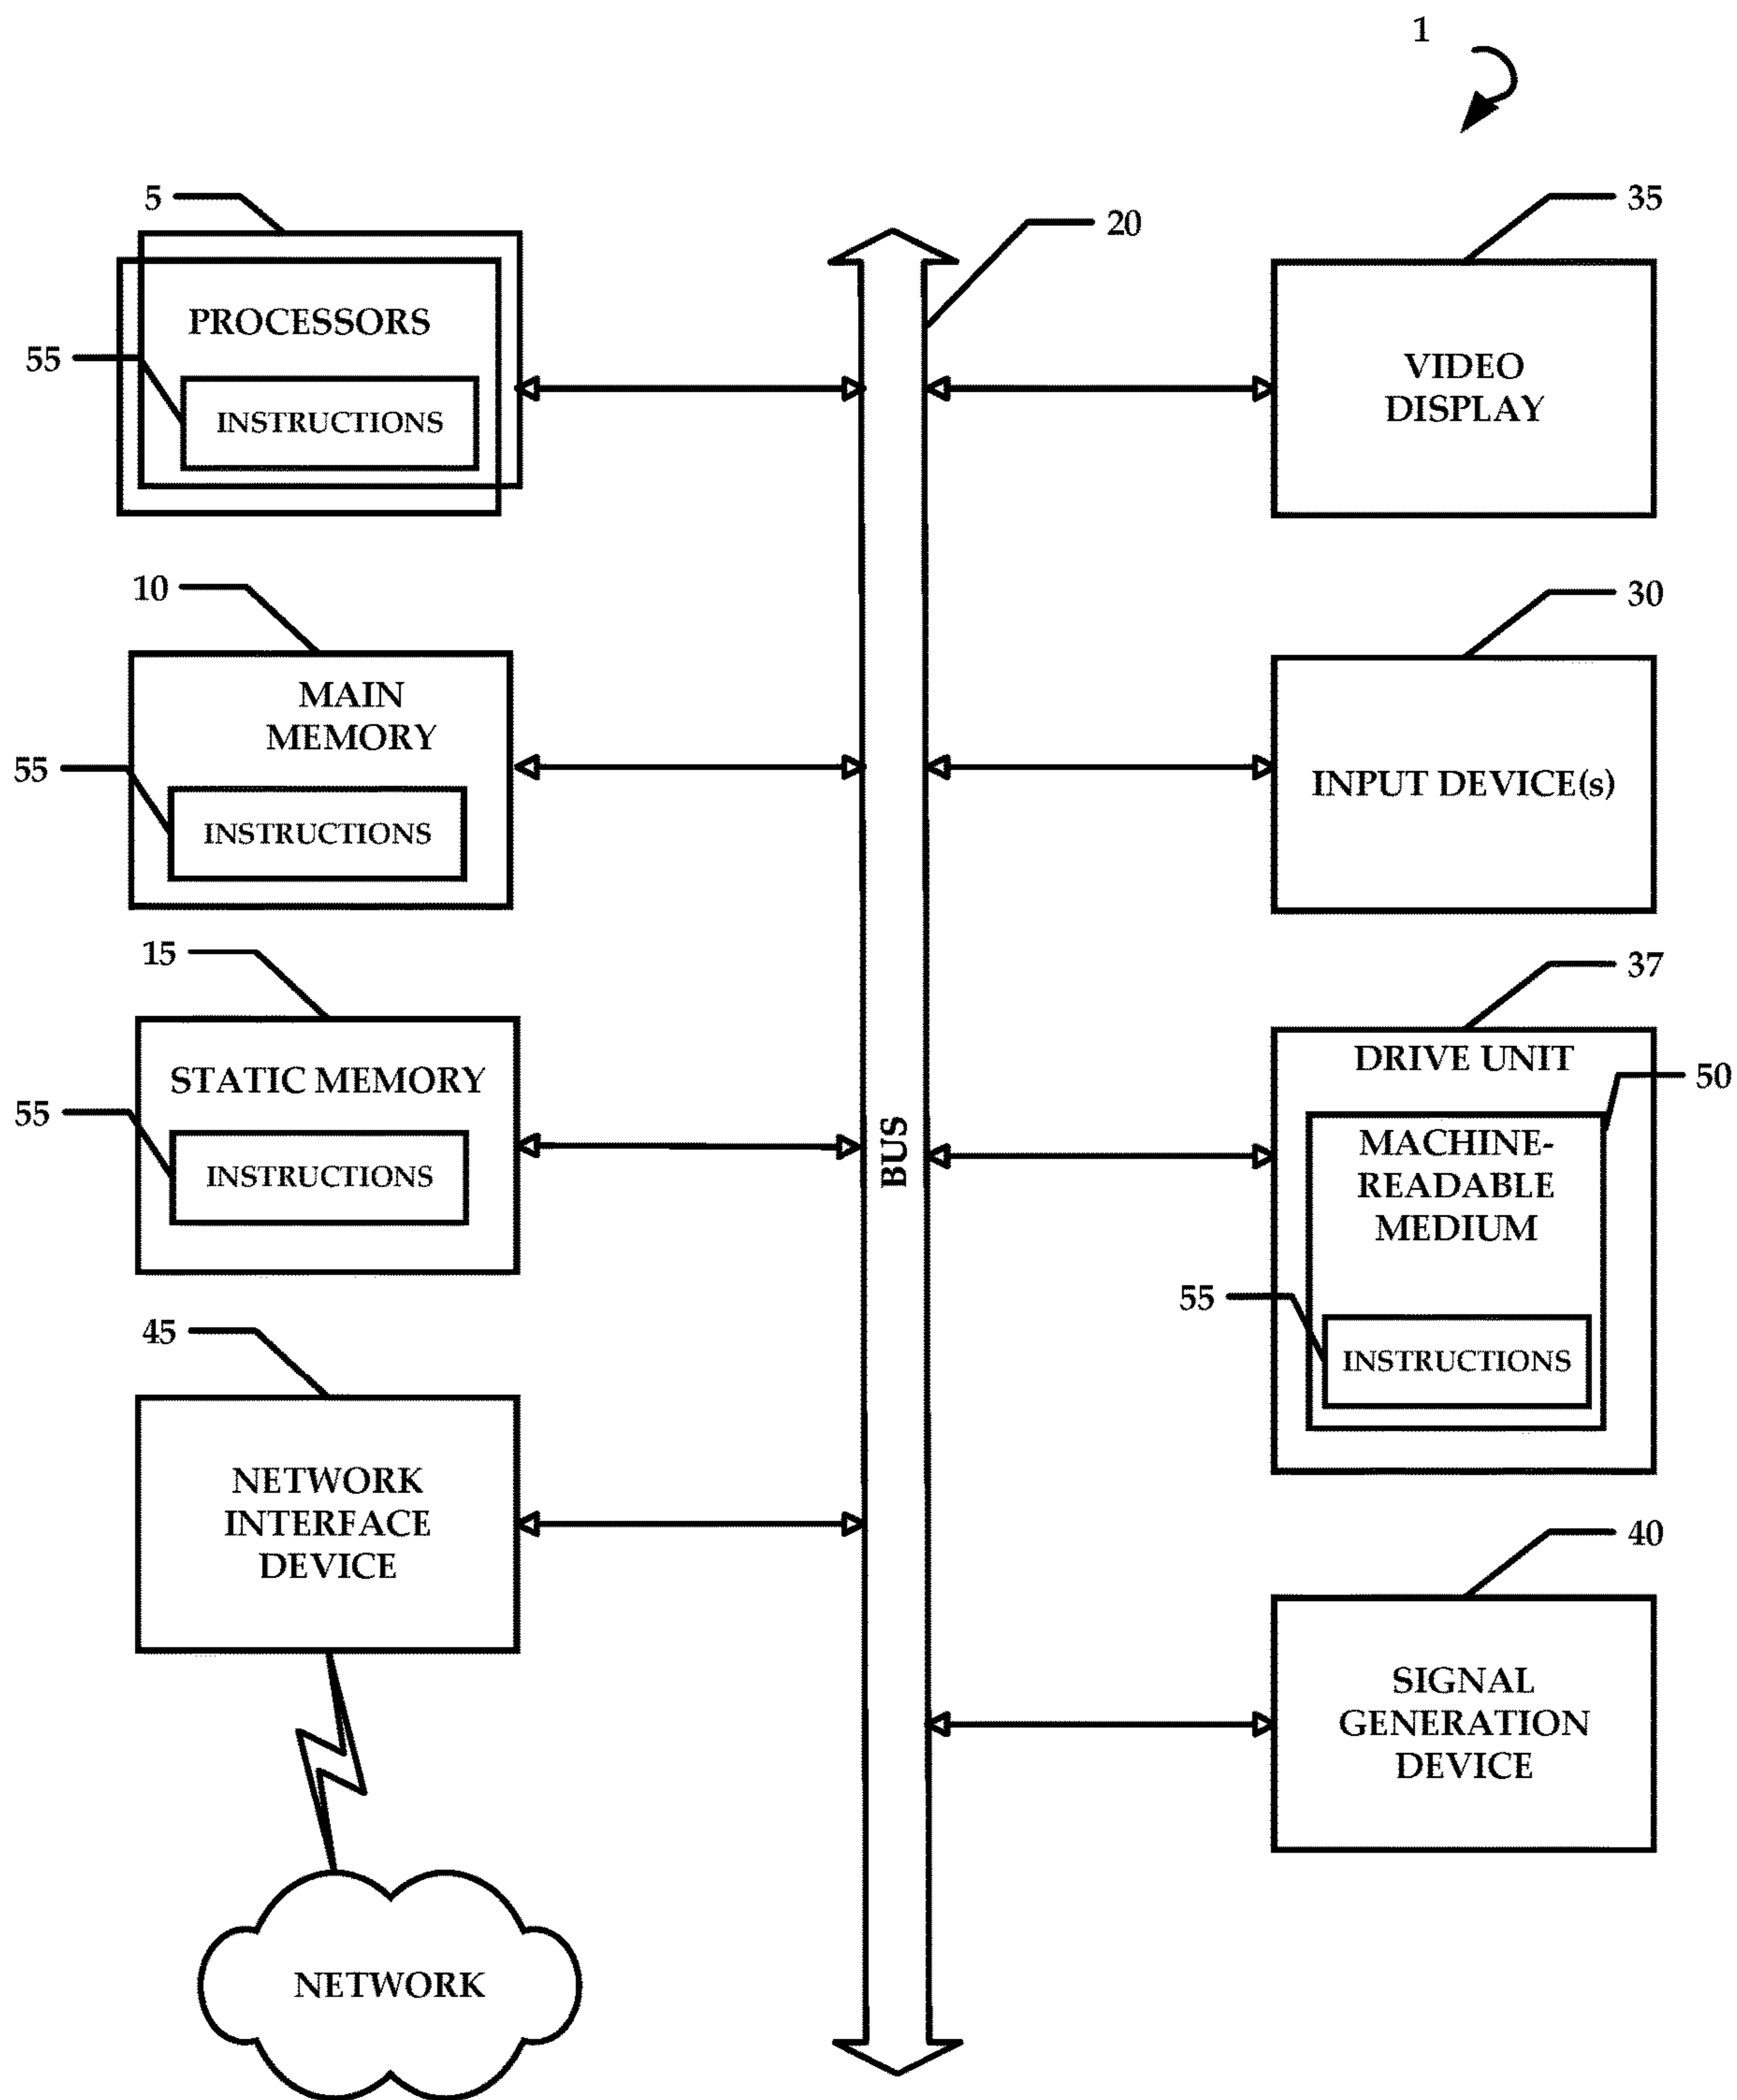 1
5
PROCESSORS
55
INSTRUCTIONS
10
MAIN
MEMORY
55
INSTRUCTIONS
15
STATIC MEMORY
55
INSTRUCTIONS
45
NETWORK
INTERFACE
DEVICE
NETWORK
20
BUS
35
VIDEO
DISPLAY
30
INPUT DEVICE(s)
37
DRIVE UNIT
50
MACHINE-
READABLE
MEDIUM
55
INSTRUCTIONS
40
SIGNAL
GENERATION
DEVICE